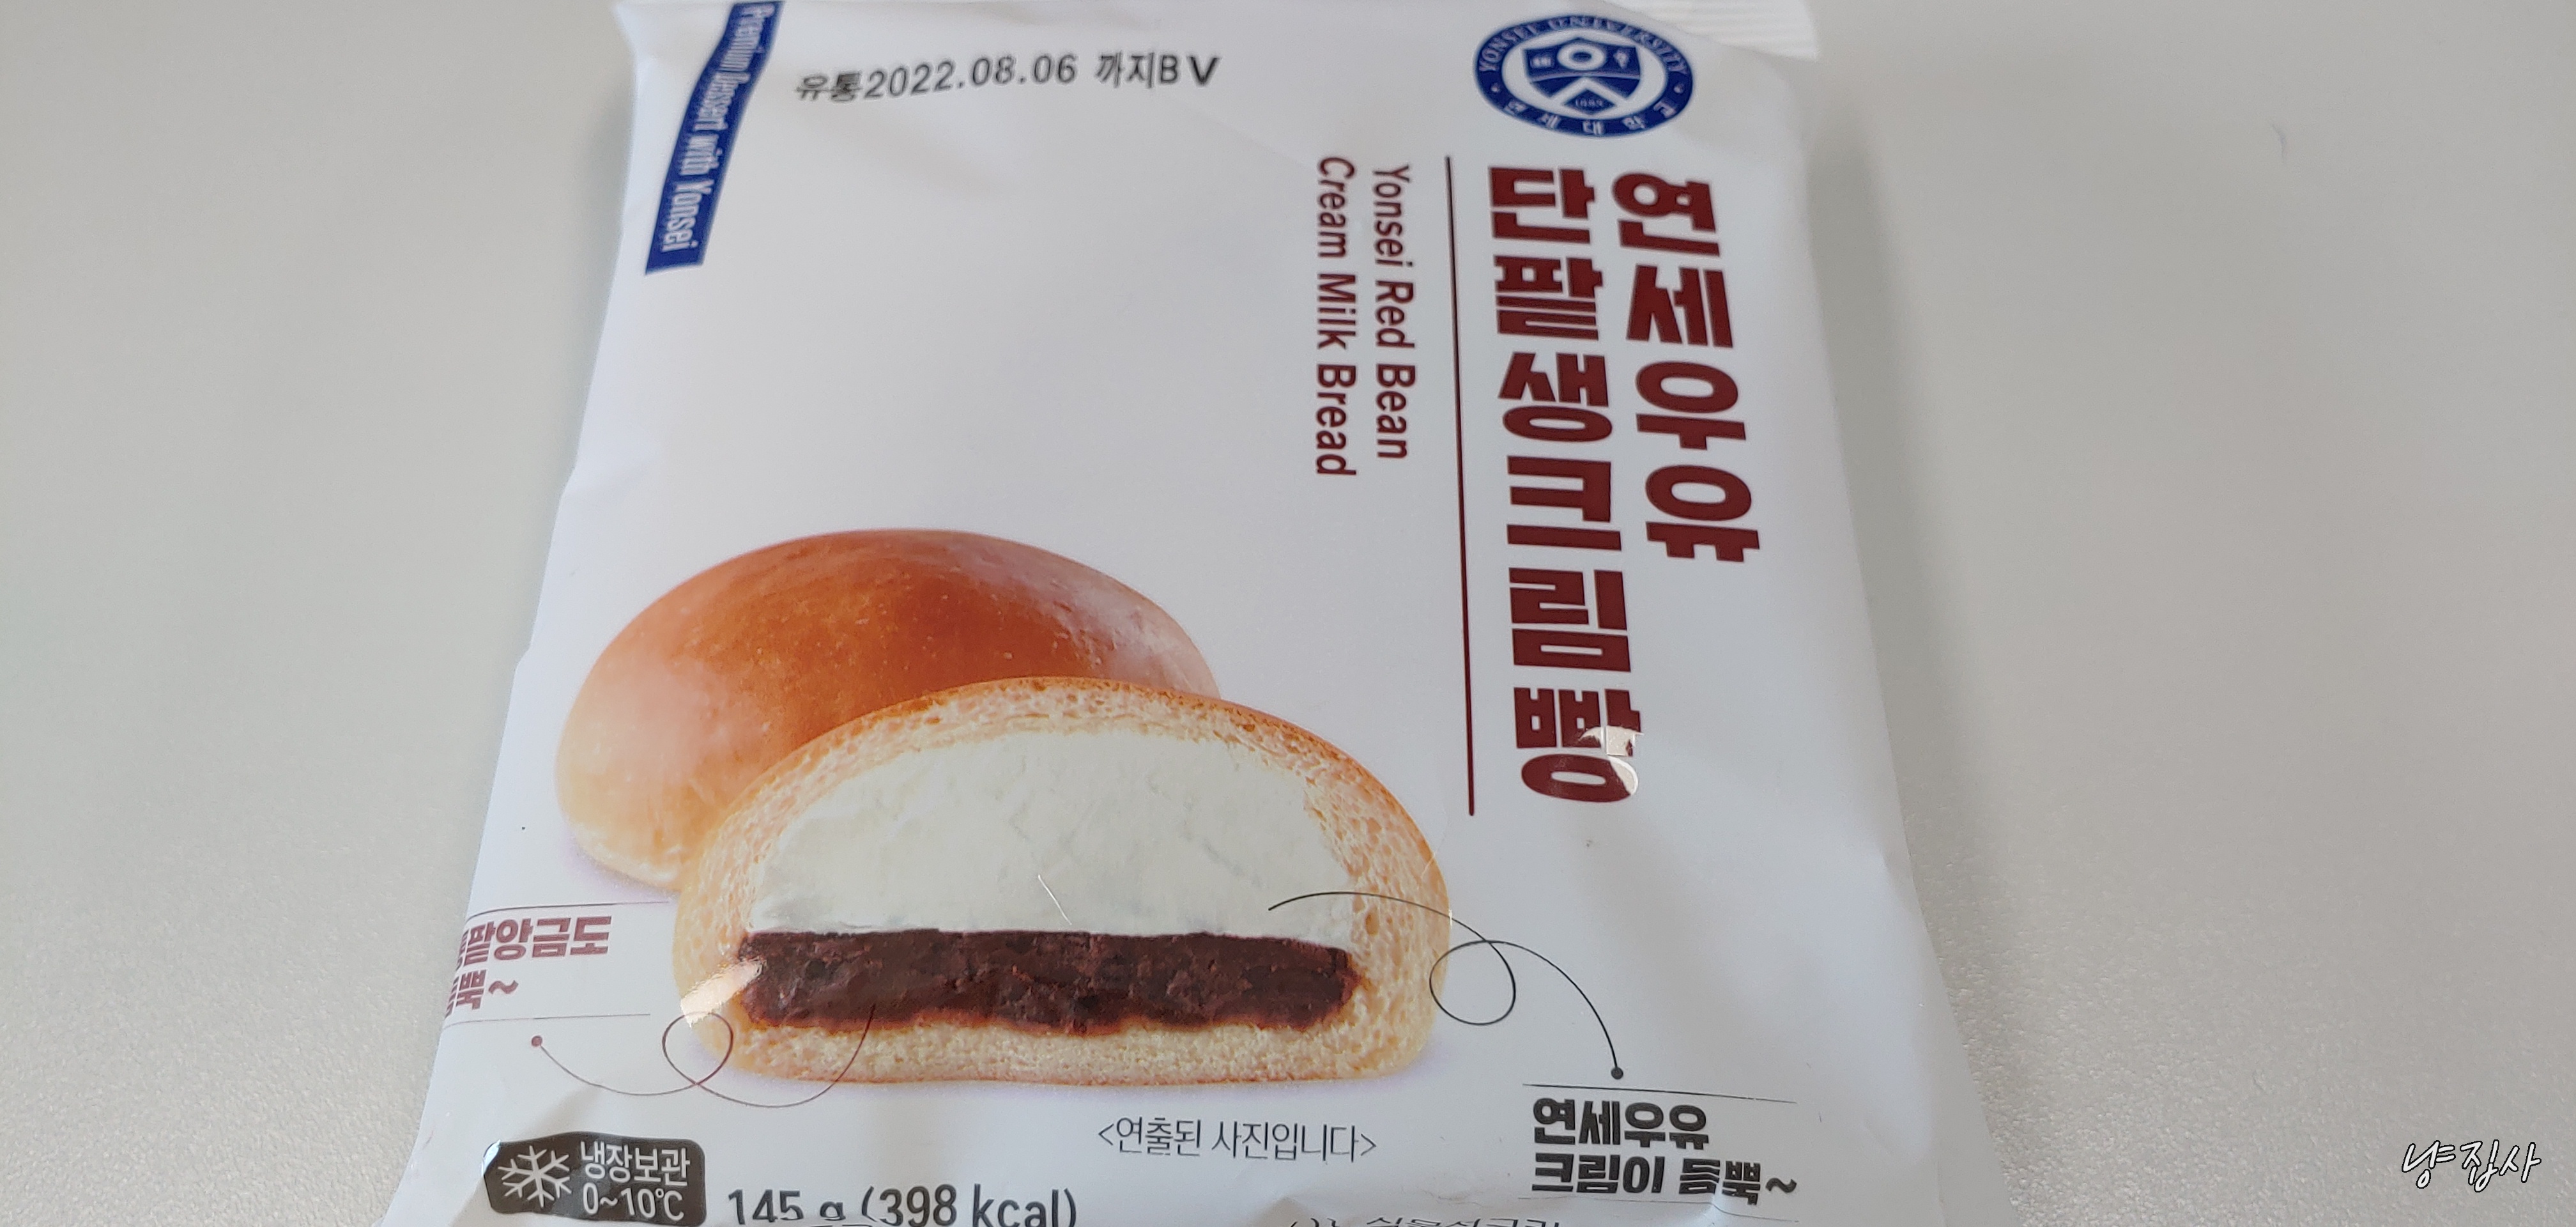 Premium Dessert with Yonsei
유통2022.08.06 까지BV
YONSEI UNIVERSITY
1885
연세대학교
연세우유
단팥생크림빵
Yonsei Red Bean
Cream Milk Bread
팥앙금도
뿍~
<연출된 사진입니다>
연세우유
크림이 듬뿍~
냉장보관
0~10℃
145 g (398 kcal)
냥집사